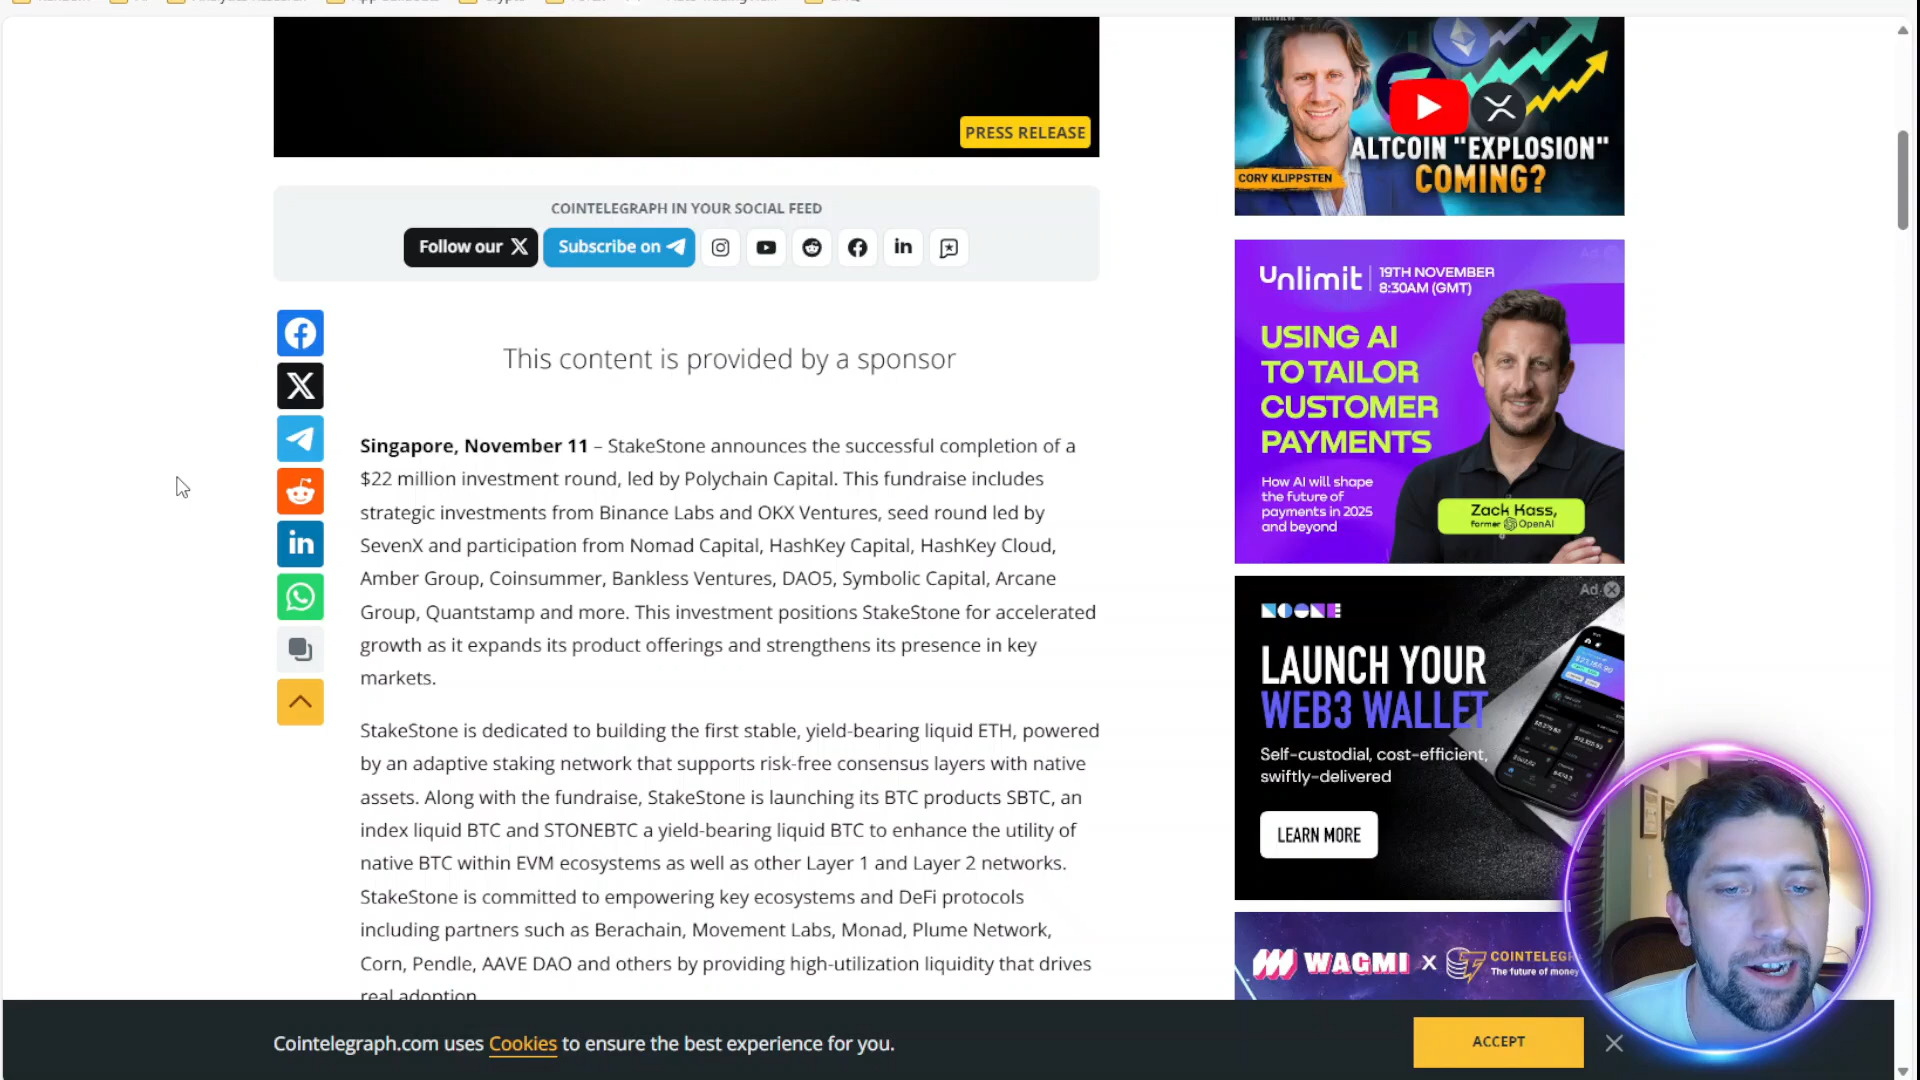 PRESS RELEASE
COINTELEGRAPH IN YOUR SOCIAL FEED
Follow our X
Subscribe on
This content is provided by a sponsor
Singapore, November 11 – StakeStone announces the successful completion of a
$22 million investment round, led by Polychain Capital. This fundraise includes
strategic investments from Binance Labs and OKX Ventures, seed round led by
SevenX and participation from Nomad Capital, HashKey Capital, HashKey Cloud,
Amber Group, Coinsummer, Bankless Ventures, DAO5, Symbolic Capital, Arcane
Group, Quantstamp and more. This investment positions StakeStone for accelerated
growth as it expands its product offerings and strengthens its presence in key
markets.
StakeStone is dedicated to building the first stable, yield-bearing liquid ETH, powered
by an adaptive staking network that supports risk-free consensus layers with native
assets. Along with the fundraise, StakeStone is launching its BTC products SBTC, an
index liquid BTC and STONEBTC a yield-bearing liquid BTC to enhance the utility of
native BTC within EVM ecosystems as well as other Layer 1 and Layer 2 networks.
StakeStone is committed to empowering key ecosystems and DeFi protocols
including partners such as Berachain, Movement Labs, Monad, Plume Network,
Corn, Pendle, AAVE DAO and others by providing high-utilization liquidity that drives
real adoption
ALTCOIN "EXPLOSION"
COMING?
CORY KLIPPSTEN
Unlimit
19TH NOVEMBER
8:30AM (GMT)
USING AI
TO TAILOR
CUSTOMER
PAYMENTS
How AI will shape
the future of
payments in 2025
and beyond
Zack Kass,
Former OpenAI
Ad
NOONE
LAUNCH YOUR
WEB3 WALLET
Self-custodial, cost-efficient,
swiftly-delivered
LEARN MORE
WAGMI X COINTELEGR
The future of money
Cointelegraph.com uses Cookies to ensure the best experience for you.
ACCEPT